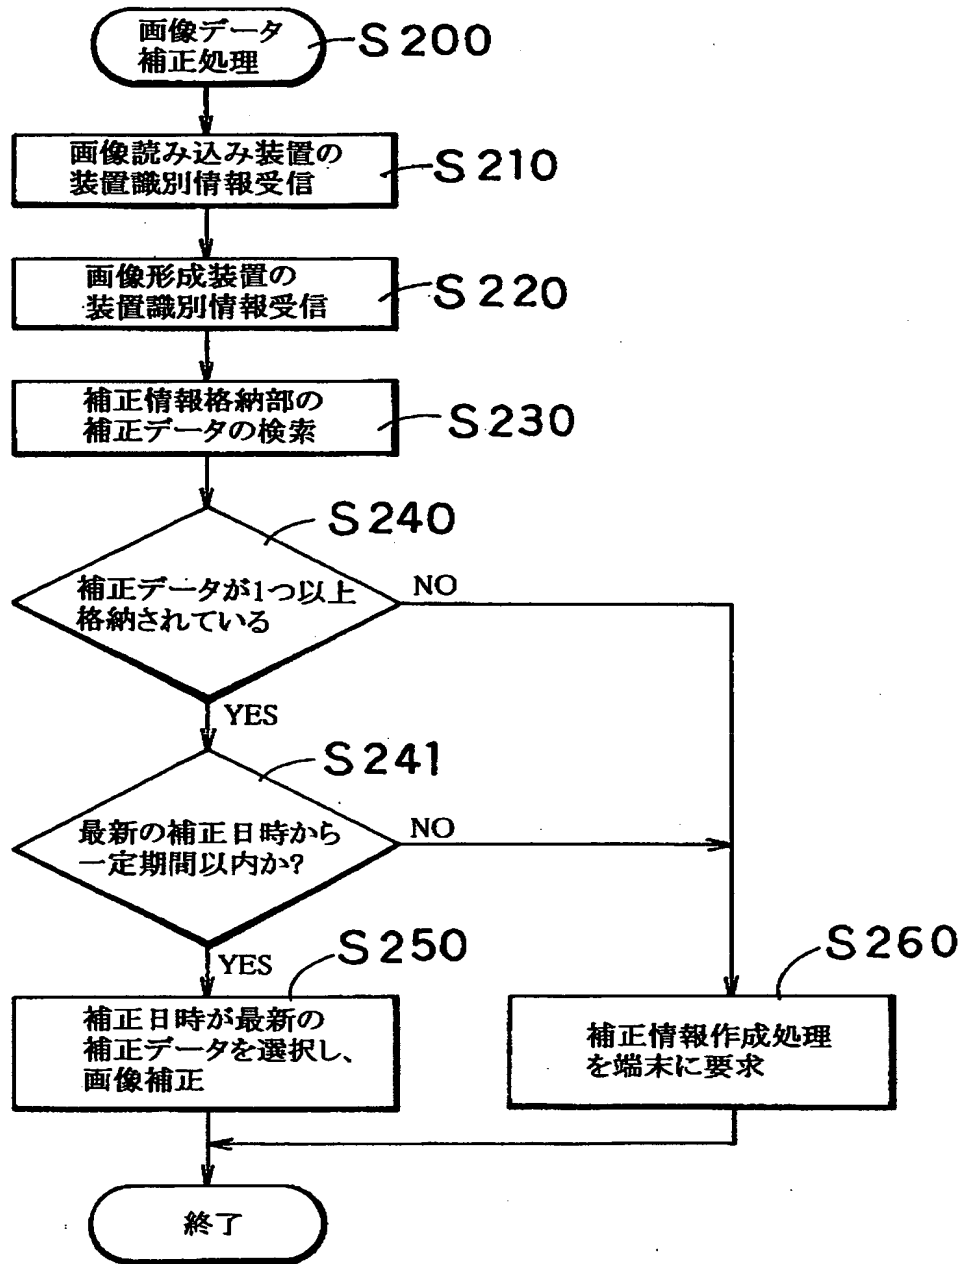 画像データ
補正処理
S200
画像読み込み装置の
装置識別情報受信
S210
画像形成装置の
装置識別情報受信
S220
補正情報格納部の
補正データの検索
S230
S240
補正データが1つ以上
格納されている
NO
YES
S241
最新の補正日時から
一定期間以内か?
NO
YES
S250
補正日時が最新の
補正データを選択し、
画像補正
S260
補正情報作成処理
を端末に要求
終了